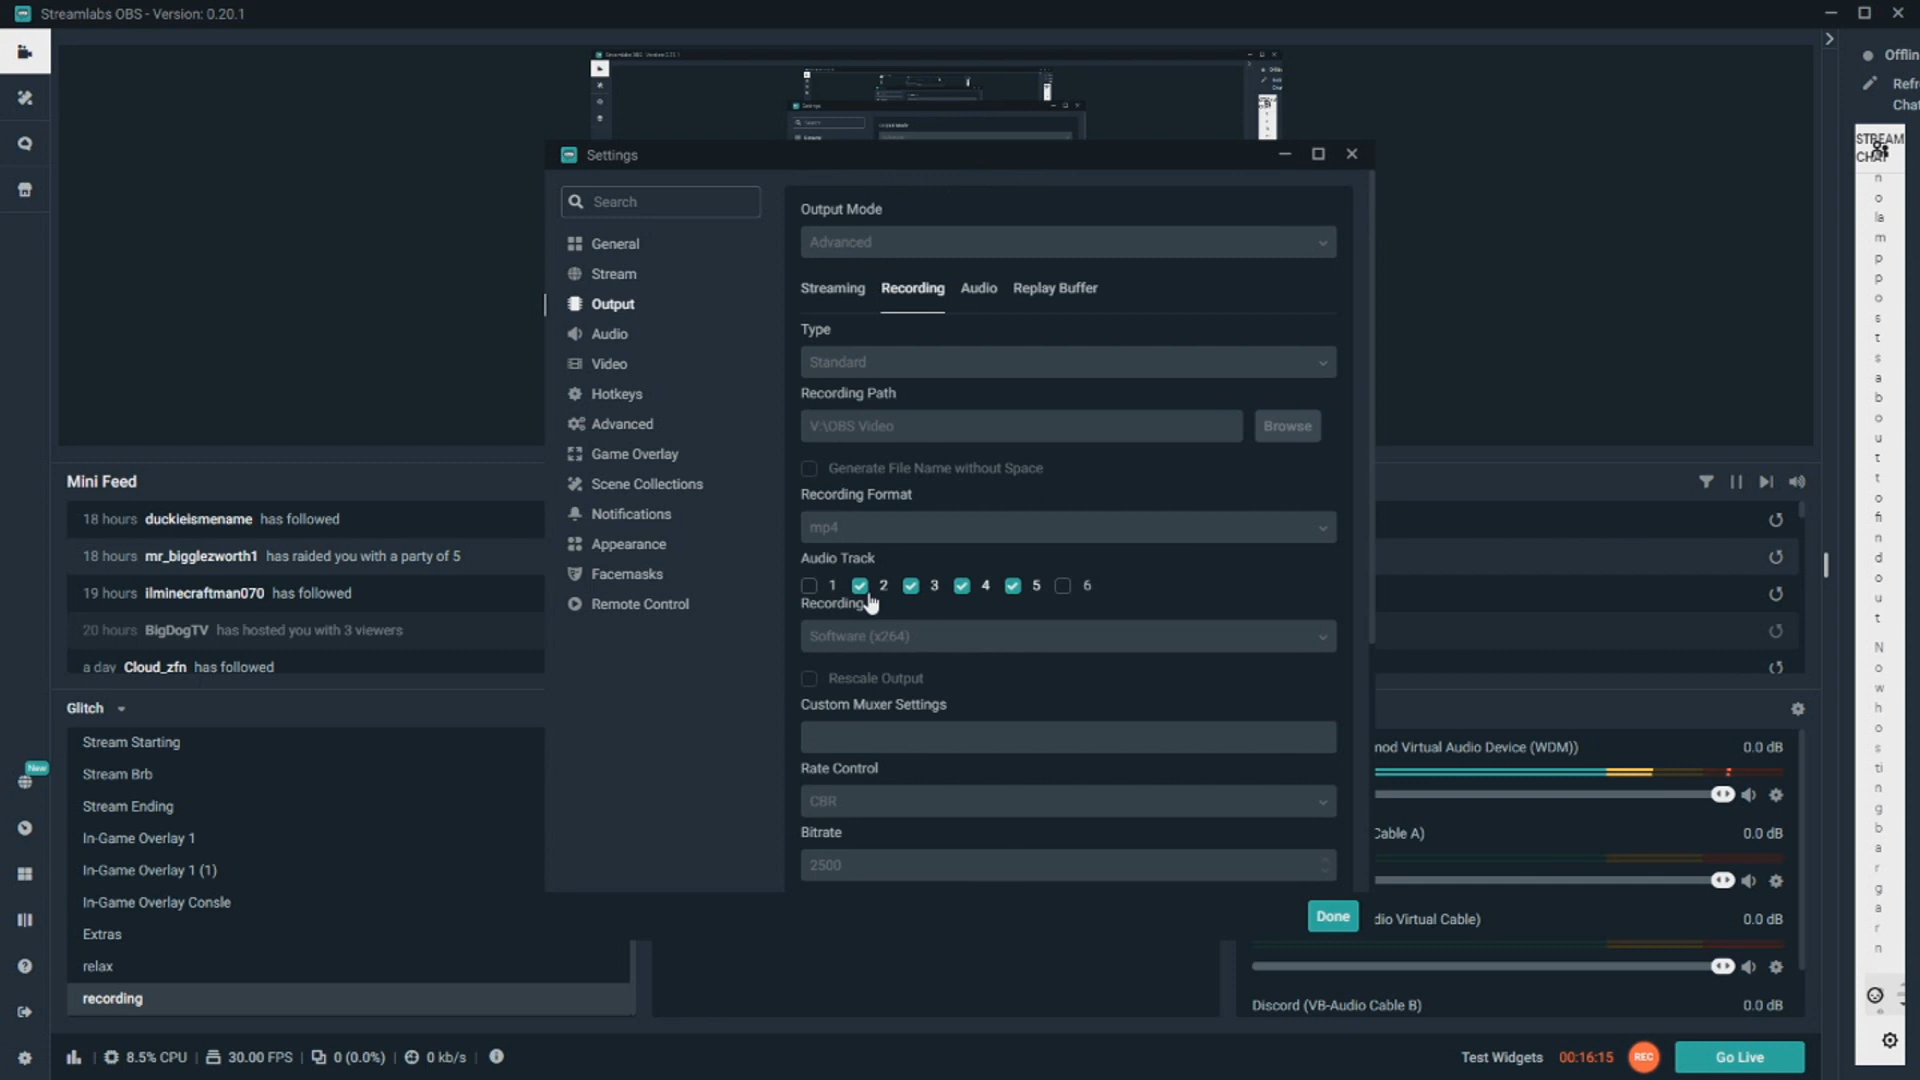 Streamlabs OBS - Version: 0.20.1
Offlin
Refr
Chat
Settings
Search
General
Stream
Output
Audio
Video
Hotkeys
Advanced
Game Overlay
Scene Collections
Notifications
Appearance
Facemasks
Remote Control
Output Mode
Advanced
Streaming Recording Audio Replay Buffer
Type
Standard
Recording Path
V:\OBS Video
Browse
Generate File Name without Space
Recording Format
mp4
Audio Track
1 2 3 4 5 6
Recording
Software (x264)
Rescale Output
Custom Muxer Settings
Rate Control
CBR
Bitrate
2500
Done
Mini Feed
18 hours duckieismename has followed
18 hours mr_bigglezworth1 has raided you with a party of 5
19 hours ilminecraftman070 has followed
20 hours BigDogTV has hosted you with 3 viewers
a day Cloud_zfn has followed
Glitch
Stream Starting
Stream Brb
Stream Ending
In-Game Overlay 1
In-Game Overlay 1 (1)
In-Game Overlay Consle
Extras
relax
recording
New
mod Virtual Audio Device (WDM))
0.0 dB
Cable A)
0.0 dB
dio Virtual Cable)
0.0 dB
Discord (VB-Audio Cable B)
0.0 dB
STREAM
CHAT
n
o
la
m
p
p
o
s
t
s
a
b
o
u
t
t
o
fi
n
d
o
u
t
N
o
w
h
o
s
ti
n
g
b
a
r
g
a
r
n
8.5% CPU
30.00 FPS
0 (0.0%)
0 kb/s
Test Widgets
00:16:15
REC
Go Live